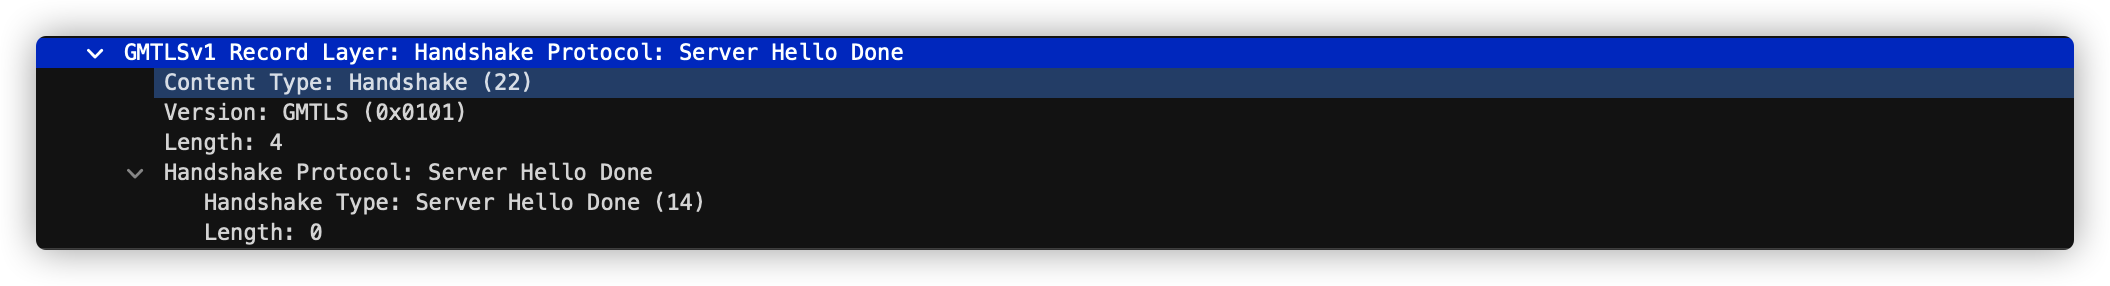 GMTLSv1 Record Layer: Handshake Protocol: Server Hello Done
Content Type: Handshake (22)
Version: GMTLS (0x0101)
Length: 4
Handshake Protocol: Server Hello Done
Handshake Type: Server Hello Done (14)
Length: 0